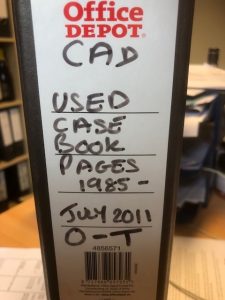 Office
DEPOT
CAD
USED
CASE
BOOK
PAGES
1985-
JULY 2011
O-T
4856571